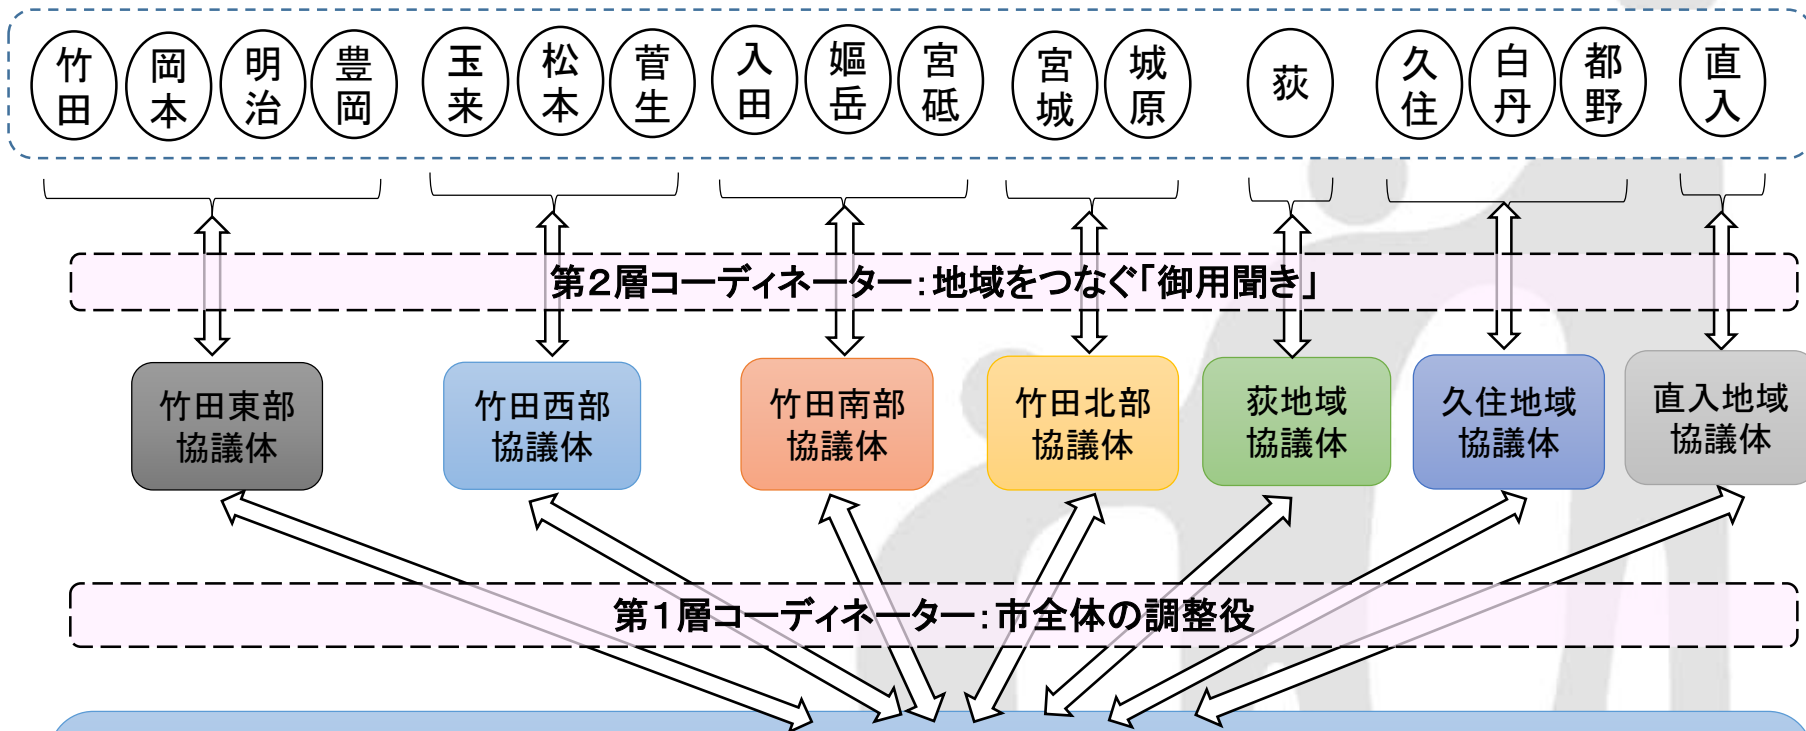 竹田
岡本
明治
豊岡
玉来
松本
菅生
入田
嫗岳
宮砥
宮城
城原
荻
久住
白丹
都野
直入
第２層コーディネーター：地域をつなぐ「御用聞き」
竹田東部
協議体
竹田西部
協議体
竹田南部
協議体
竹田北部
協議体
荻地域
協議体
久住地域
協議体
直入地域
協議体
第１層コーディネーター：市全体の調整役